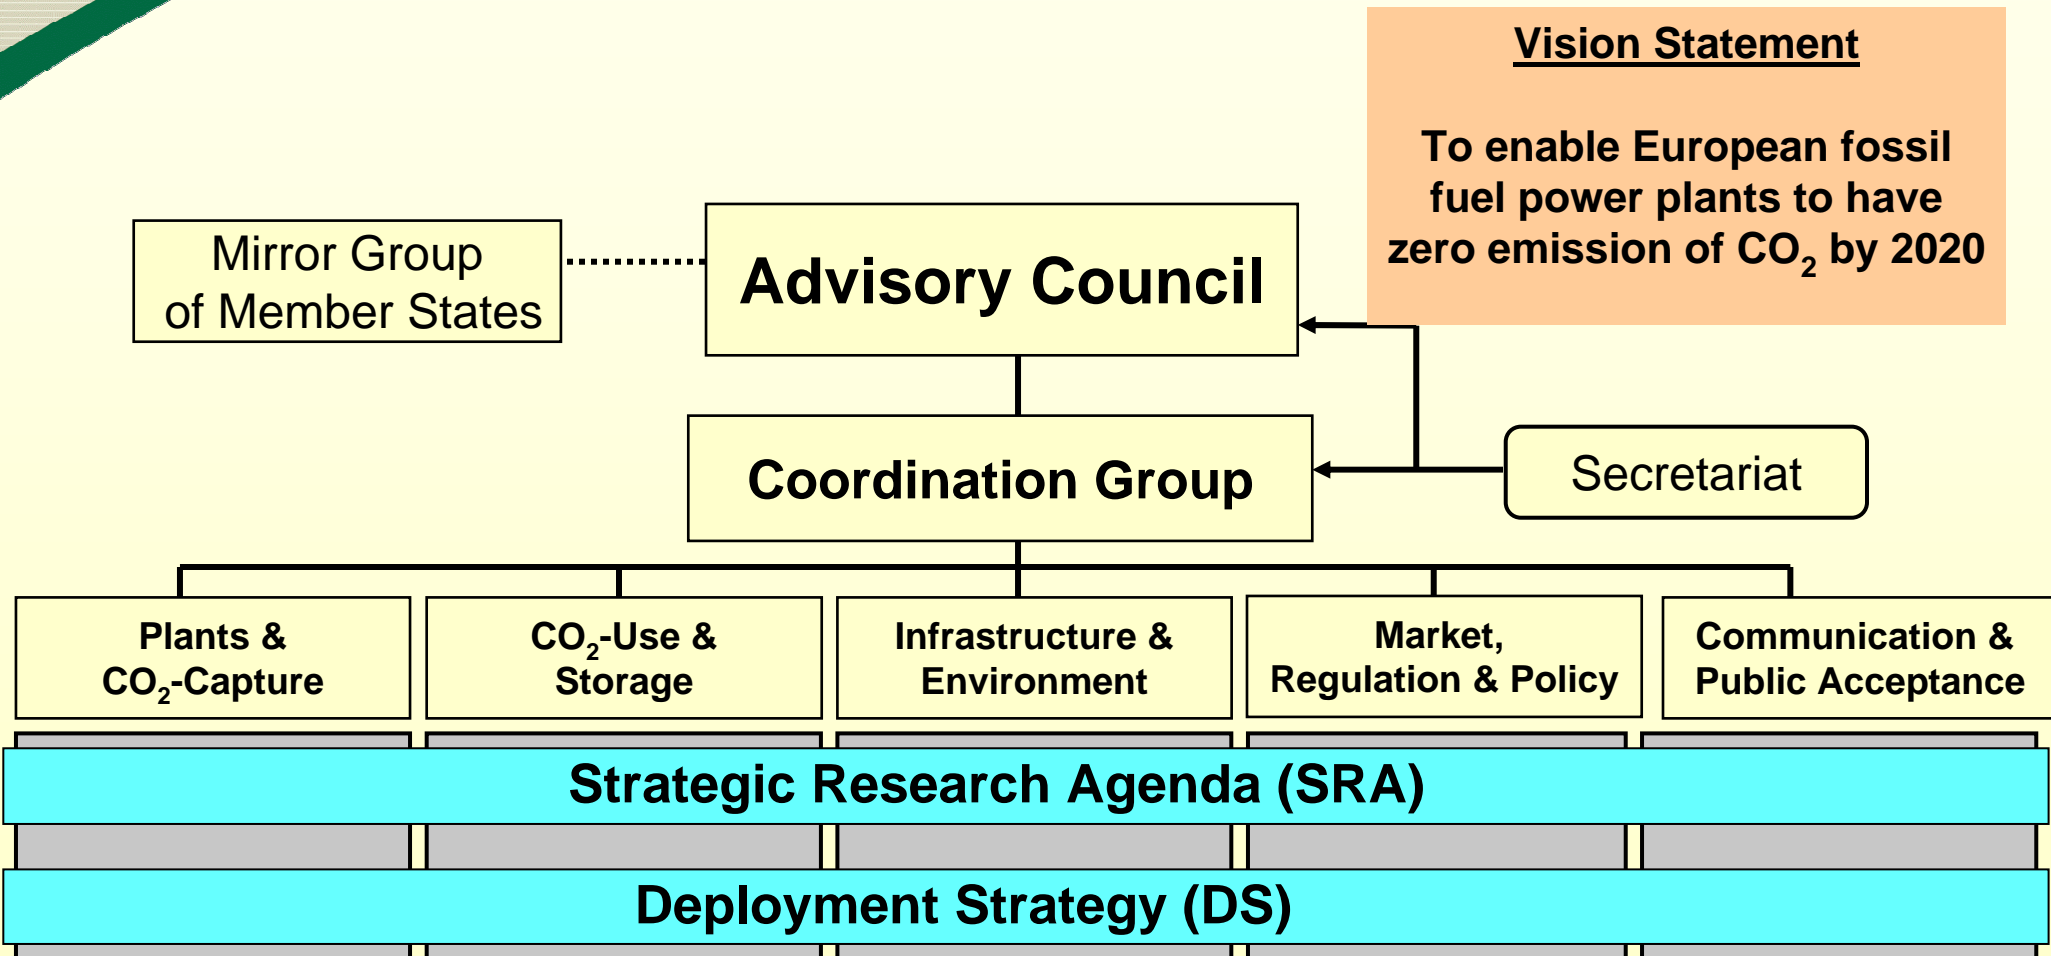 Vision Statement
To enable European fossil
fuel power plants to have
zero emission of CO₂ by 2020
Mirror Group
of Member States
Advisory Council
Coordination Group
Secretariat
Plants &
CO₂-Capture
CO₂-Use &
Storage
Infrastructure &
Environment
Market,
Regulation & Policy
Communication &
Public Acceptance
Strategic Research Agenda (SRA)
Deployment Strategy (DS)